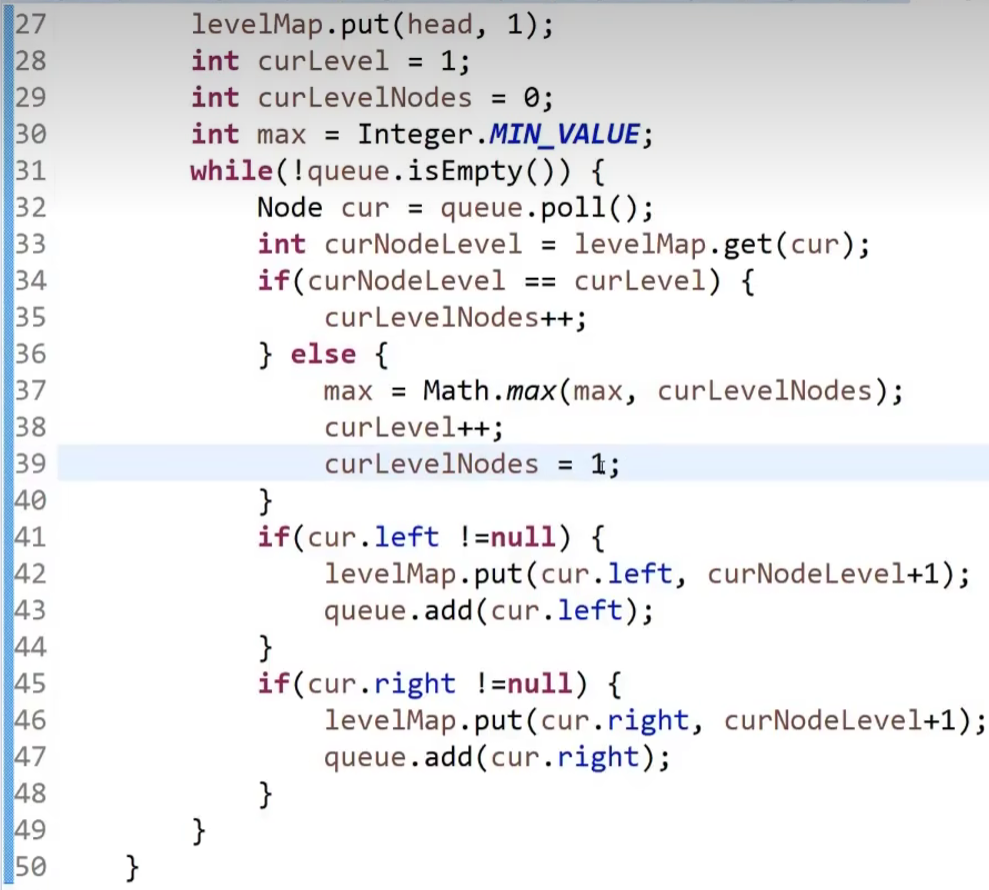 27 levelMap.put(head, 1);
28 int curLevel = 1;
29 int curLevelNodes = 0;
30 int max = Integer.MIN_VALUE;
31 while(!queue.isEmpty()) {
32 Node cur = queue.poll();
33 int curNodeLevel = levelMap.get(cur);
34 if(curNodeLevel == curLevel) {
35 curLevelNodes++;
36 } else {
37 max = Math.max(max, curLevelNodes);
38 curLevel++;
39 curLevelNodes = 1;
40 }
41 if(cur.left !=null) {
42 levelMap.put(cur.left, curNodeLevel+1);
43 queue.add(cur.left);
44 }
45 if(cur.right !=null) {
46 levelMap.put(cur.right, curNodeLevel+1);
47 queue.add(cur.right);
48 }
49 }
50 }